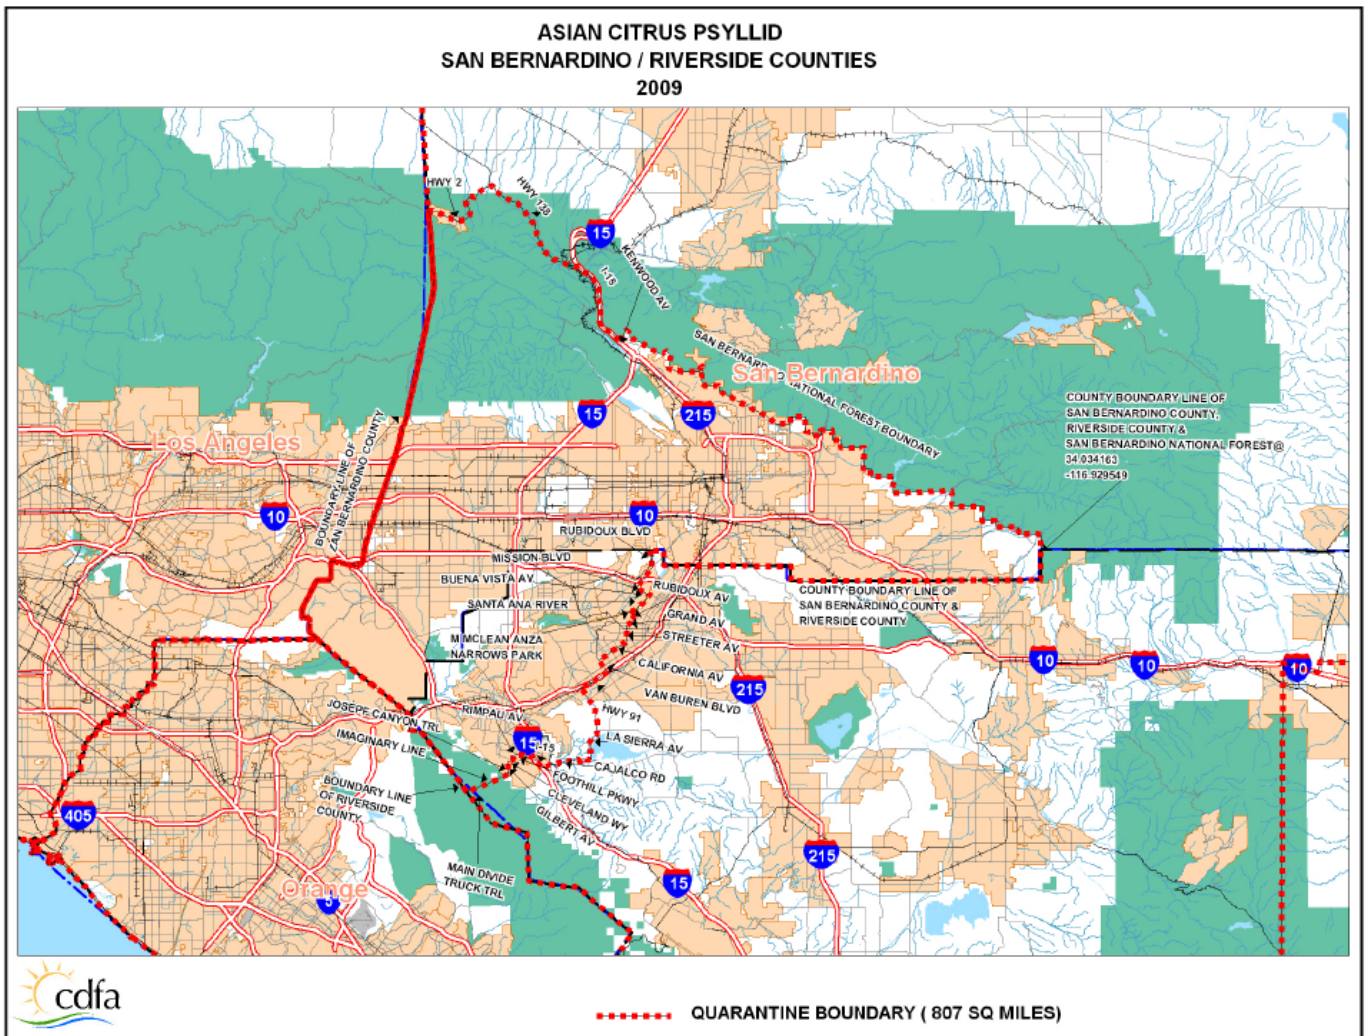 ASIAN CITRUS PSYLLID
SAN BERNARDINO / RIVERSIDE COUNTIES
2009
HWY 2
HWY 138
15
I-15
KENWOOD AV
SAN BERNARDINO NATIONAL FOREST BOUNDARY
San Bernardino
COUNTY BOUNDARY LINE OF
SAN BERNARDINO COUNTY,
RIVERSIDE COUNTY &
SAN BERNARDINO NATIONAL FOREST@
34.034163
-116.929549
15
215
Los Angeles
BOUNDARY LINE OF
SAN BERNARDINO COUNTY
10
10
RUBIDOUX BLVD
MISSION BLVD
BUENA VISTA AV
SANTA ANA RIVER
M MCLEAN ANZA
NARROWS PARK
RUBIDOUX AV
GRAND AV
STREETER AV
CALIFORNIA AV
VAN BUREN BLVD
COUNTY BOUNDARY LINE OF
SAN BERNARDINO COUNTY &
RIVERSIDE COUNTY
10
10
10
215
JOSEPE CANYON TRL
RIMPAU AV
HWY 91
IMAGINARY LINE
15
I-15
LA SIERRA AV
CAJALCO RD
FOOTHILL PKWY
CLEVELAND WY
GILBERT AV
BOUNDARY LINE
OF RIVERSIDE
COUNTY
405
MAIN DIVIDE
TRUCK TRL
215
15
Orange
5
cdfa
QUARANTINE BOUNDARY ( 807 SQ MILES)